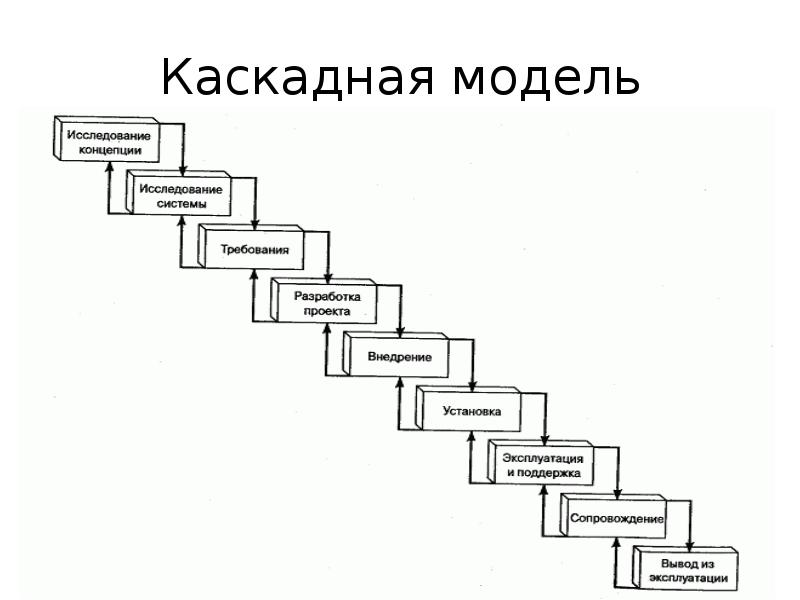 Каскадная модель
Исследование
концепции
Исследование
системы
Требования
Разработка
проекта
Внедрение
Установка
Эксплуатация
и поддержка
Сопровождение
Вывод из
эксплуатации